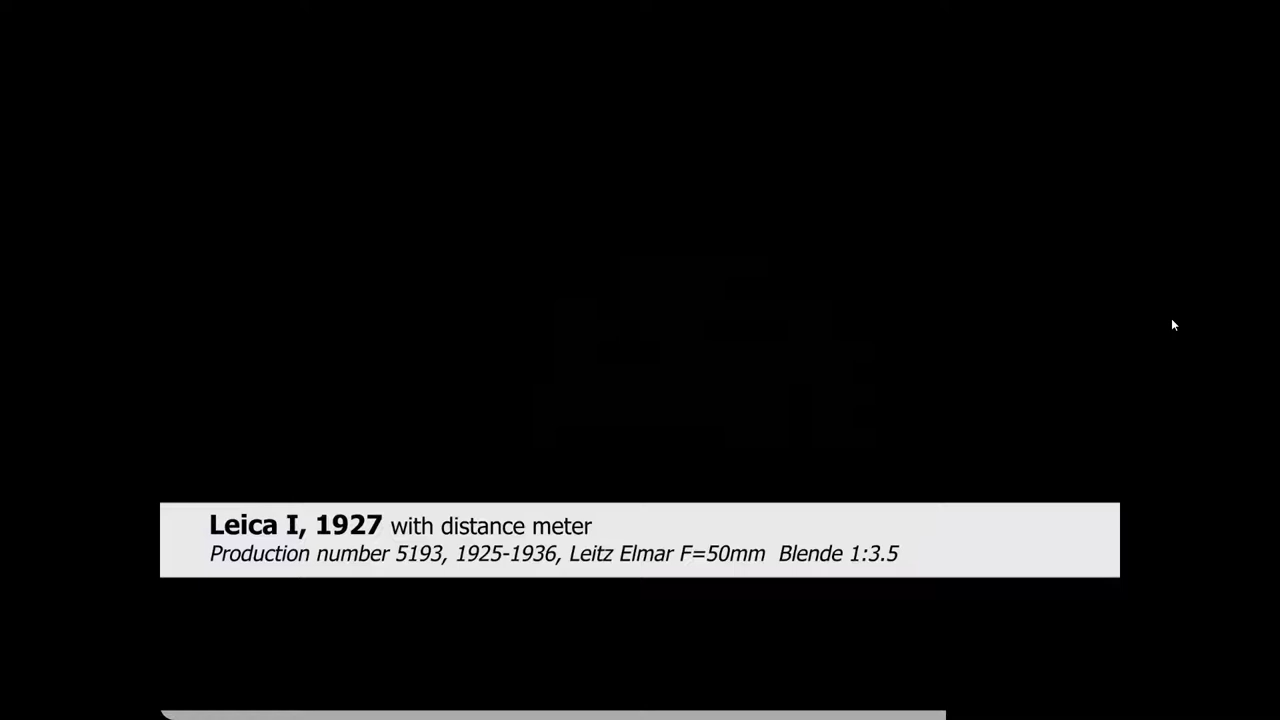 Leica I, 1927 with distance meter
Production number 5193, 1925-1936, Leitz Elmar F=50mm  Blende 1:3.5